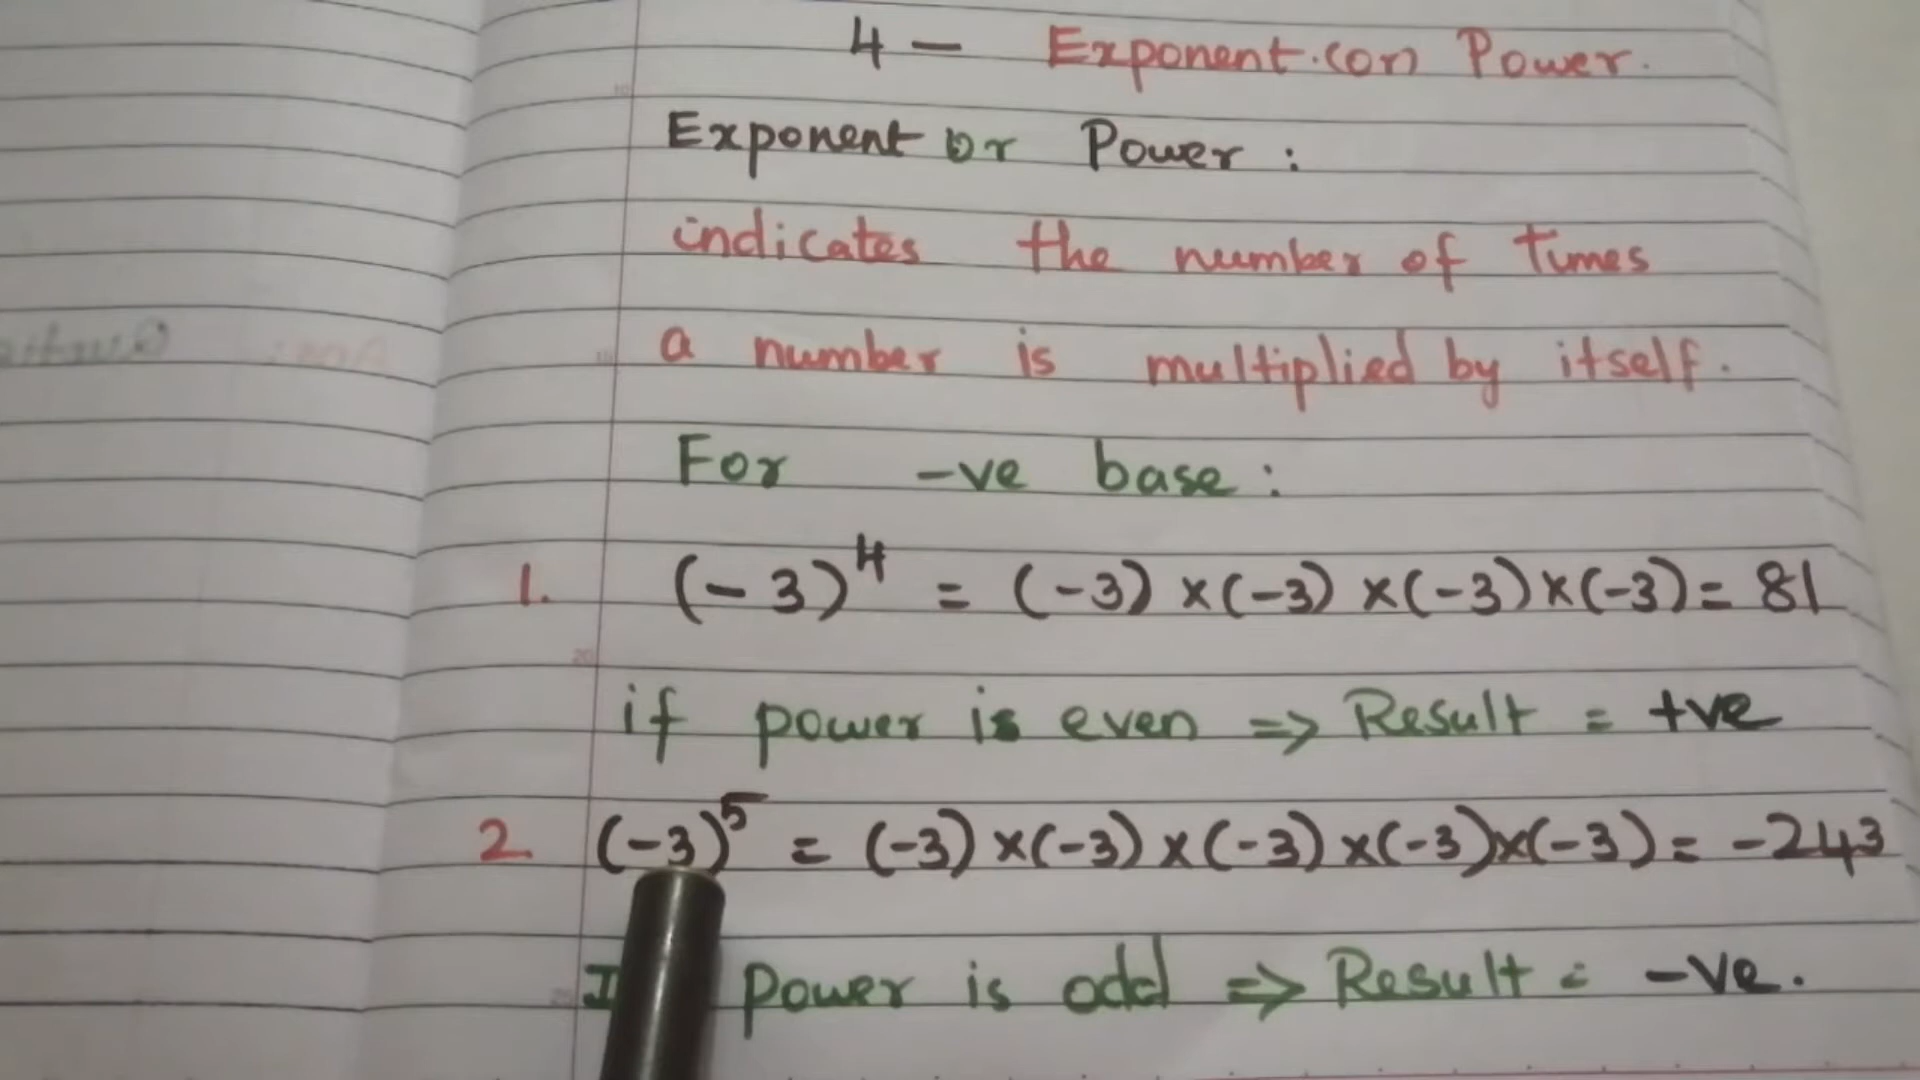 4 - Exponent (or) Power.
Exponent or Power :
indicates the number of times
a number is multiplied by itself.
For -ve base :
1. (-3)⁴ = (-3) ×(-3) ×(-3)×(-3)= 81
if power is even => Result = +ve
2. (-3)⁵ = (-3)×(-3)×(-3)×(-3)×(-3)= -243
power is odd => Result = -ve.